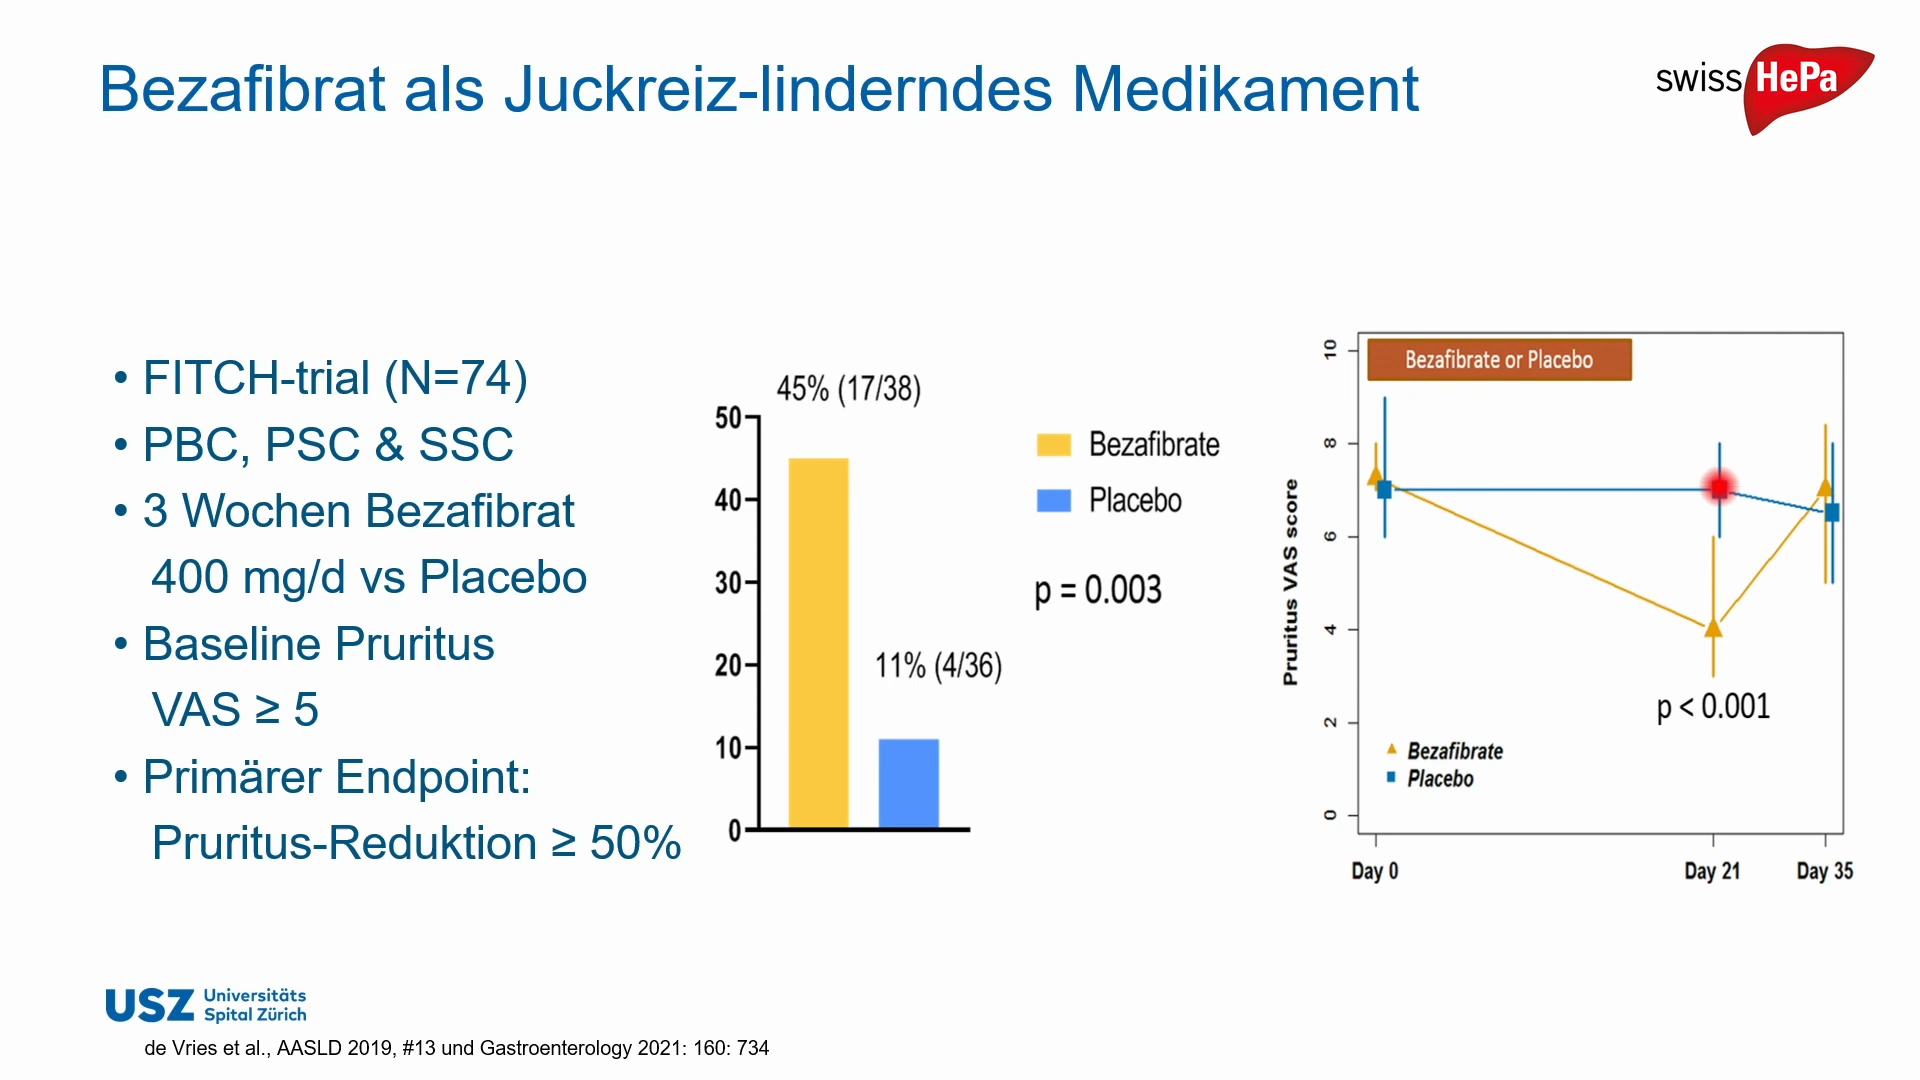 Bezafibrat als Juckreiz-linderndes Medikament
swiss HePa
• FITCH-trial (N=74)
• PBC, PSC & SSC
• 3 Wochen Bezafibrat
400 mg/d vs Placebo
• Baseline Pruritus
VAS ≥ 5
• Primärer Endpoint:
Pruritus-Reduktion ≥ 50%
45% (17/38)
50
40
30
20
10
0
11% (4/36)
Bezafibrate
Placebo
p = 0.003
Bezafibrate or Placebo
Pruritus VAS score
10
8
6
4
2
0
p < 0.001
Bezafibrate
Placebo
Day 0
Day 21
Day 35
USZ Universitäts
Spital Zürich
de Vries et al., AASLD 2019, #13 und Gastroenterology 2021: 160: 734